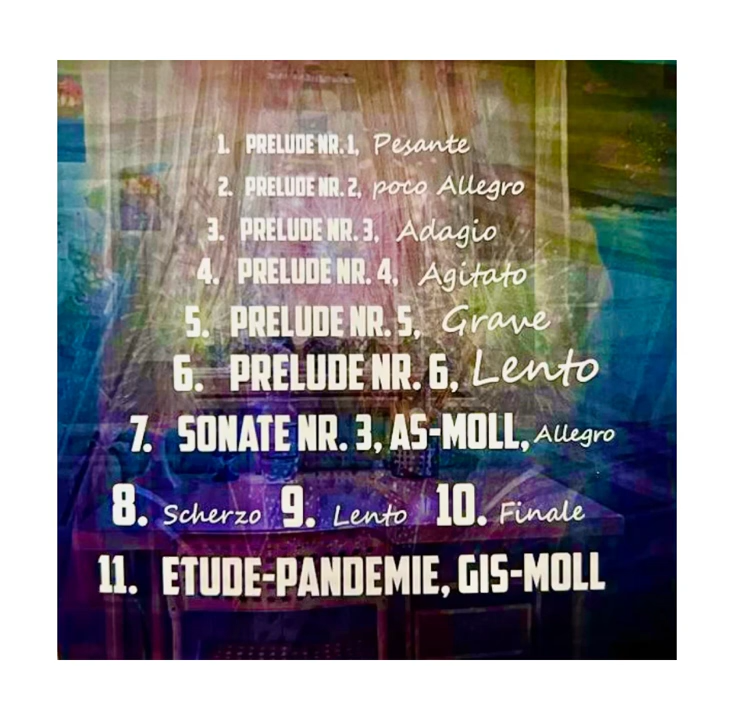 1. PRELUDE NR. 1, Pesante
2. PRELUDE NR. 2, poco Allegro
3. PRELUDE NR. 3, Adagio
4. PRELUDE NR. 4, Agitato
5. PRELUDE NR. 5, Grave
6. PRELUDE NR. 6, Lento
7. SONATE NR. 3, AS-MOLL, Allegro
8. Scherzo 9. Lento 10. Finale
11. ETUDE-PANDEMIE, GIS-MOLL